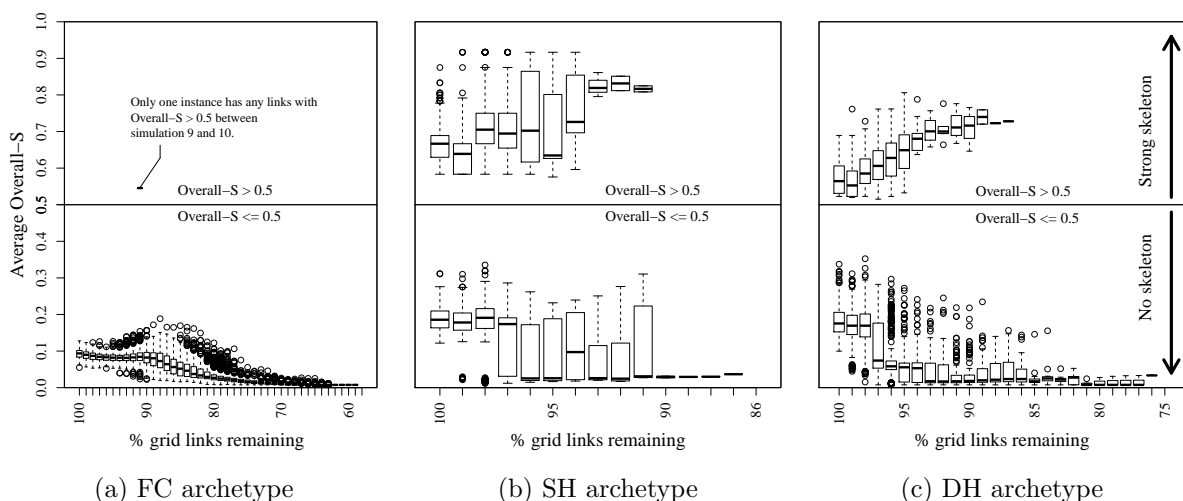 Average Overall–S
0.0 0.1 0.2 0.3 0.4 0.5 0.6 0.7 0.8 0.9 1.0
Only one instance has any links with
Overall–S > 0.5 between
simulation 9 and 10.
Overall–S > 0.5
Overall–S <= 0.5
100 90 80 70 60
% grid links remaining
(a) FC archetype
Overall–S > 0.5
Overall–S <= 0.5
100 95 90 86
% grid links remaining
(b) SH archetype
Strong skeleton
Overall–S > 0.5
Overall–S <= 0.5
No skeleton
100 95 90 85 80 75
% grid links remaining
(c) DH archetype